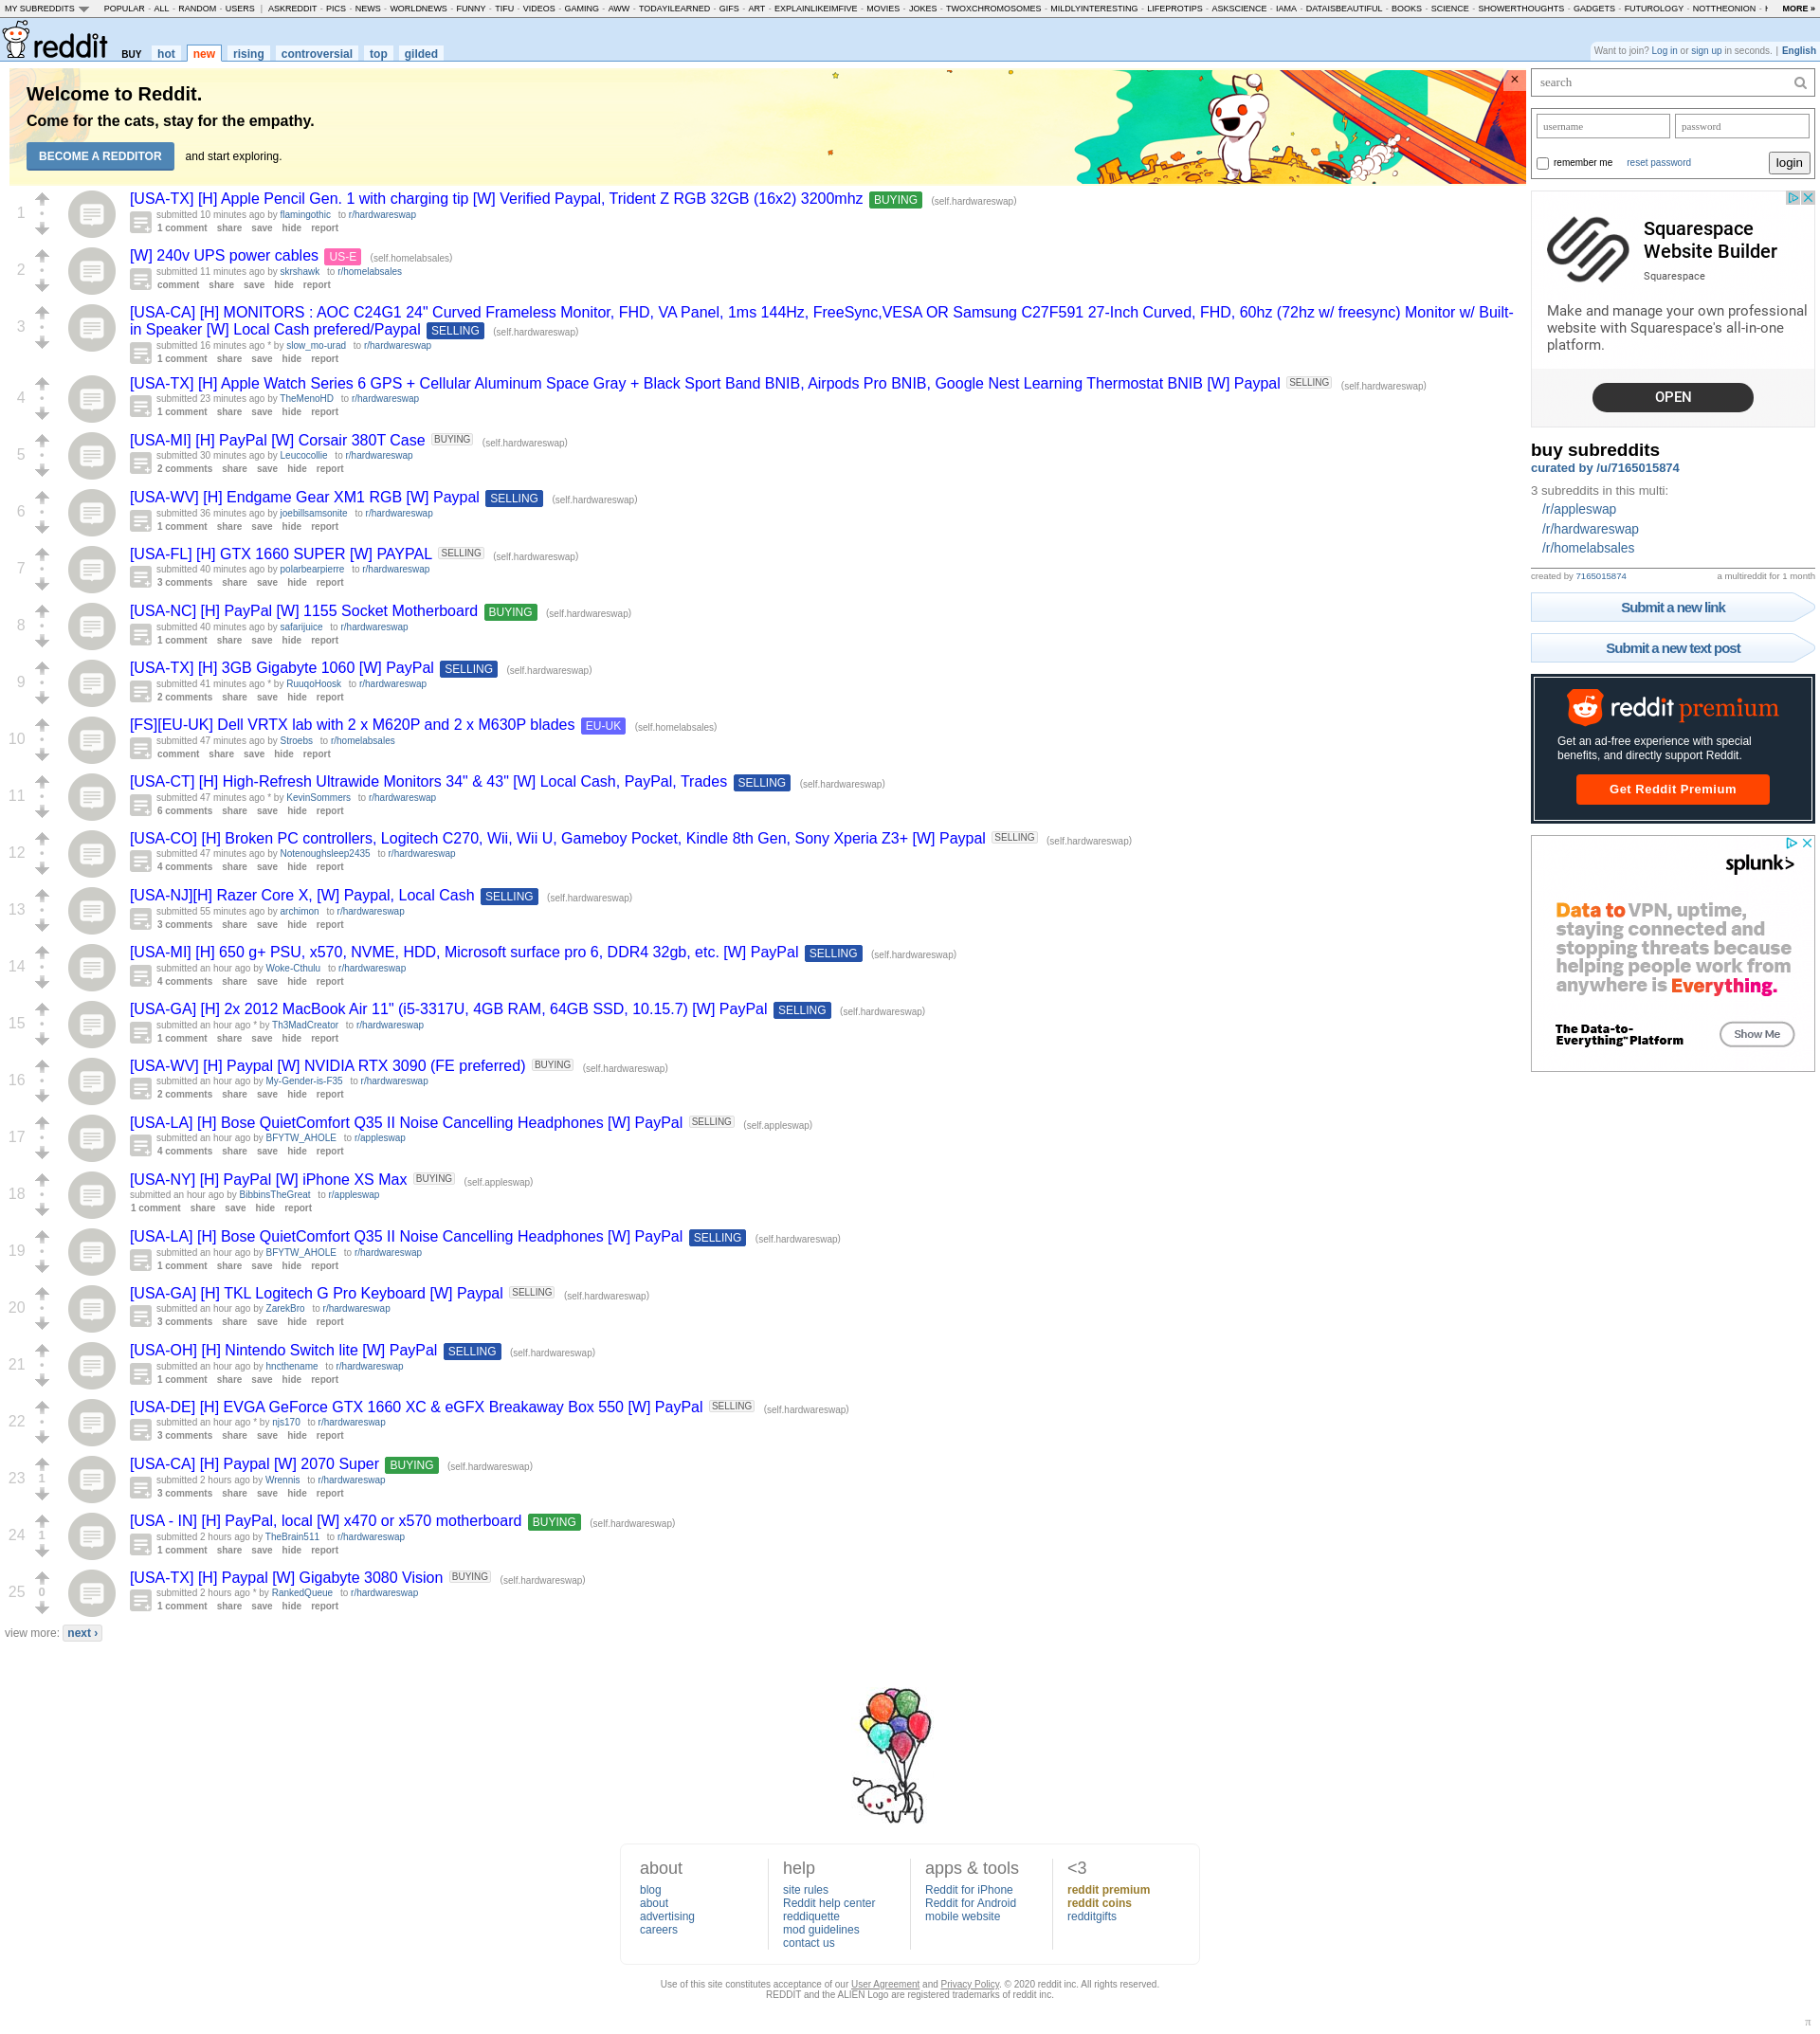 MY SUBREDDITS POPULAR - ALL - RANDOM - USERS | ASKREDDIT - PICS - NEWS - WORLDNEWS - FUNNY - TIFU - VIDEOS - GAMING - AWW - TODAYILEARNED - GIFS - ART - EXPLAINLIKEIMFIVE - MOVIES - JOKES - TWOXCHROMOSOMES - MILDLYINTERESTING - LIFEPROTIPS - ASKSCIENCE - IAMA - DATAISBEAUTIFUL - BOOKS - SCIENCE - SHOWERTHOUGHTS - GADGETS - FUTUROLOGY - NOTTHEONION - MORE »
reddit BUY hot new rising controversial top gilded
Want to join? Log in or sign up in seconds. | English
Welcome to Reddit.
Come for the cats, stay for the empathy.
BECOME A REDDITOR and start exploring.
×
1
[USA-TX] [H] Apple Pencil Gen. 1 with charging tip [W] Verified Paypal, Trident Z RGB 32GB (16x2) 3200mhz BUYING (self.hardwareswap)
submitted 10 minutes ago by flamingothic to r/hardwareswap
1 comment share save hide report
2
[W] 240v UPS power cables US-E (self.homelabsales)
submitted 11 minutes ago by skrshawk to r/homelabsales
comment share save hide report
3
[USA-CA] [H] MONITORS : AOC C24G1 24" Curved Frameless Monitor, FHD, VA Panel, 1ms 144Hz, FreeSync,VESA OR Samsung C27F591 27-Inch Curved, FHD, 60hz (72hz w/ freesync) Monitor w/ Built-
in Speaker [W] Local Cash prefered/Paypal SELLING (self.hardwareswap)
submitted 16 minutes ago * by slow_mo-urad to r/hardwareswap
1 comment share save hide report
4
[USA-TX] [H] Apple Watch Series 6 GPS + Cellular Aluminum Space Gray + Black Sport Band BNIB, Airpods Pro BNIB, Google Nest Learning Thermostat BNIB [W] Paypal SELLING (self.hardwareswap)
submitted 23 minutes ago by TheMenoHD to r/hardwareswap
1 comment share save hide report
5
[USA-MI] [H] PayPal [W] Corsair 380T Case BUYING (self.hardwareswap)
submitted 30 minutes ago by Leucocollie to r/hardwareswap
2 comments share save hide report
6
[USA-WV] [H] Endgame Gear XM1 RGB [W] Paypal SELLING (self.hardwareswap)
submitted 36 minutes ago by joebillsamsonite to r/hardwareswap
1 comment share save hide report
7
[USA-FL] [H] GTX 1660 SUPER [W] PAYPAL SELLING (self.hardwareswap)
submitted 40 minutes ago by polarbearpierre to r/hardwareswap
3 comments share save hide report
8
[USA-NC] [H] PayPal [W] 1155 Socket Motherboard BUYING (self.hardwareswap)
submitted 40 minutes ago by safarijuice to r/hardwareswap
1 comment share save hide report
9
[USA-TX] [H] 3GB Gigabyte 1060 [W] PayPal SELLING (self.hardwareswap)
submitted 41 minutes ago * by RuuqoHoosk to r/hardwareswap
2 comments share save hide report
10
[FS][EU-UK] Dell VRTX lab with 2 x M620P and 2 x M630P blades EU-UK (self.homelabsales)
submitted 47 minutes ago by Stroebs to r/homelabsales
comment share save hide report
11
[USA-CT] [H] High-Refresh Ultrawide Monitors 34" & 43" [W] Local Cash, PayPal, Trades SELLING (self.hardwareswap)
submitted 47 minutes ago * by KevinSommers to r/hardwareswap
6 comments share save hide report
12
[USA-CO] [H] Broken PC controllers, Logitech C270, Wii, Wii U, Gameboy Pocket, Kindle 8th Gen, Sony Xperia Z3+ [W] Paypal SELLING (self.hardwareswap)
submitted 47 minutes ago by Notenoughsleep2435 to r/hardwareswap
4 comments share save hide report
13
[USA-NJ][H] Razer Core X, [W] Paypal, Local Cash SELLING (self.hardwareswap)
submitted 55 minutes ago by archimon to r/hardwareswap
3 comments share save hide report
14
[USA-MI] [H] 650 g+ PSU, x570, NVME, HDD, Microsoft surface pro 6, DDR4 32gb, etc. [W] PayPal SELLING (self.hardwareswap)
submitted an hour ago by Woke-Cthulu to r/hardwareswap
4 comments share save hide report
15
[USA-GA] [H] 2x 2012 MacBook Air 11" (i5-3317U, 4GB RAM, 64GB SSD, 10.15.7) [W] PayPal SELLING (self.hardwareswap)
submitted an hour ago * by Th3MadCreator to r/hardwareswap
1 comment share save hide report
16
[USA-WV] [H] Paypal [W] NVIDIA RTX 3090 (FE preferred) BUYING (self.hardwareswap)
submitted an hour ago by My-Gender-is-F35 to r/hardwareswap
2 comments share save hide report
17
[USA-LA] [H] Bose QuietComfort Q35 II Noise Cancelling Headphones [W] PayPal SELLING (self.appleswap)
submitted an hour ago by BFYTW_AHOLE to r/appleswap
4 comments share save hide report
18
[USA-NY] [H] PayPal [W] iPhone XS Max BUYING (self.appleswap)
submitted an hour ago by BibbinsTheGreat to r/appleswap
1 comment share save hide report
19
[USA-LA] [H] Bose QuietComfort Q35 II Noise Cancelling Headphones [W] PayPal SELLING (self.hardwareswap)
submitted an hour ago by BFYTW_AHOLE to r/hardwareswap
1 comment share save hide report
20
[USA-GA] [H] TKL Logitech G Pro Keyboard [W] Paypal SELLING (self.hardwareswap)
submitted an hour ago by ZarekBro to r/hardwareswap
3 comments share save hide report
21
[USA-OH] [H] Nintendo Switch lite [W] PayPal SELLING (self.hardwareswap)
submitted an hour ago by hncthename to r/hardwareswap
1 comment share save hide report
22
[USA-DE] [H] EVGA GeForce GTX 1660 XC & eGFX Breakaway Box 550 [W] PayPal SELLING (self.hardwareswap)
submitted an hour ago * by njs170 to r/hardwareswap
3 comments share save hide report
23 1
[USA-CA] [H] Paypal [W] 2070 Super BUYING (self.hardwareswap)
submitted 2 hours ago by Wrennis to r/hardwareswap
3 comments share save hide report
24 1
[USA - IN] [H] PayPal, local [W] x470 or x570 motherboard BUYING (self.hardwareswap)
submitted 2 hours ago by TheBrain511 to r/hardwareswap
1 comment share save hide report
25 0
[USA-TX] [H] Paypal [W] Gigabyte 3080 Vision BUYING (self.hardwareswap)
submitted 2 hours ago * by RankedQueue to r/hardwareswap
1 comment share save hide report
view more: next ›
search
username password
remember me reset password login
Squarespace
Website Builder
Squarespace
Make and manage your own professional
website with Squarespace's all-in-one
platform.
OPEN
buy subreddits
curated by /u/7165015874
3 subreddits in this multi:
/r/appleswap
/r/hardwareswap
/r/homelabsales
created by 7165015874 a multireddit for 1 month
Submit a new link
Submit a new text post
reddit premium
Get an ad-free experience with special
benefits, and directly support Reddit.
Get Reddit Premium
splunk>
Data to VPN, uptime,
staying connected and
stopping threats because
helping people work from
anywhere is Everything.
The Data-to-
Everything™ Platform
Show Me
about
blog
about
advertising
careers
help
site rules
Reddit help center
reddiquette
mod guidelines
contact us
apps & tools
Reddit for iPhone
Reddit for Android
mobile website
<3
reddit premium
reddit coins
redditgifts
Use of this site constitutes acceptance of our User Agreement and Privacy Policy. © 2020 reddit inc. All rights reserved.
REDDIT and the ALIEN Logo are registered trademarks of reddit inc.
π